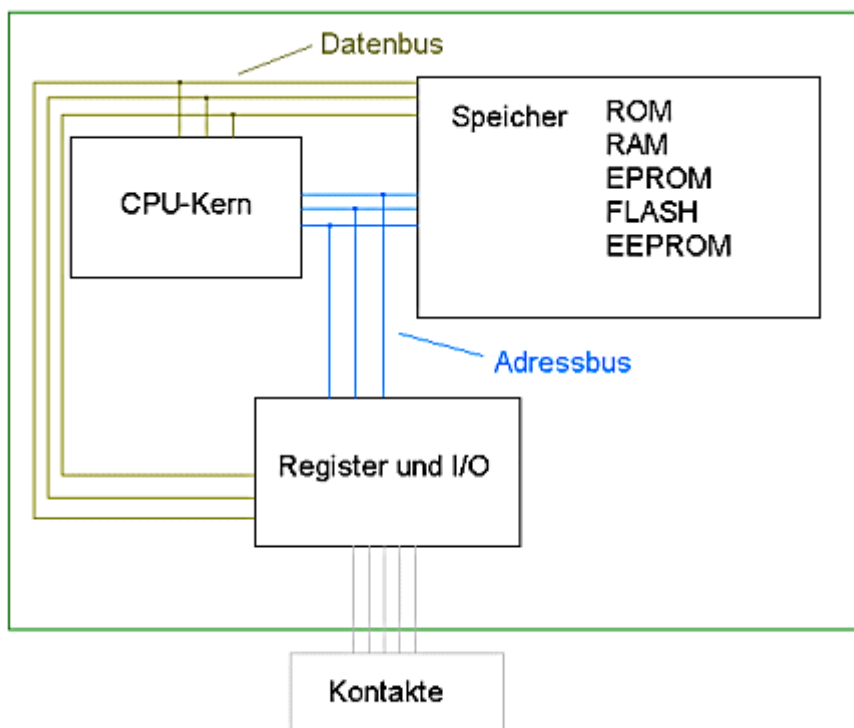 Datenbus
Speicher
ROM
RAM
EPROM
FLASH
EEPROM
CPU-Kern
Adressbus
Register und I/O
Kontakte